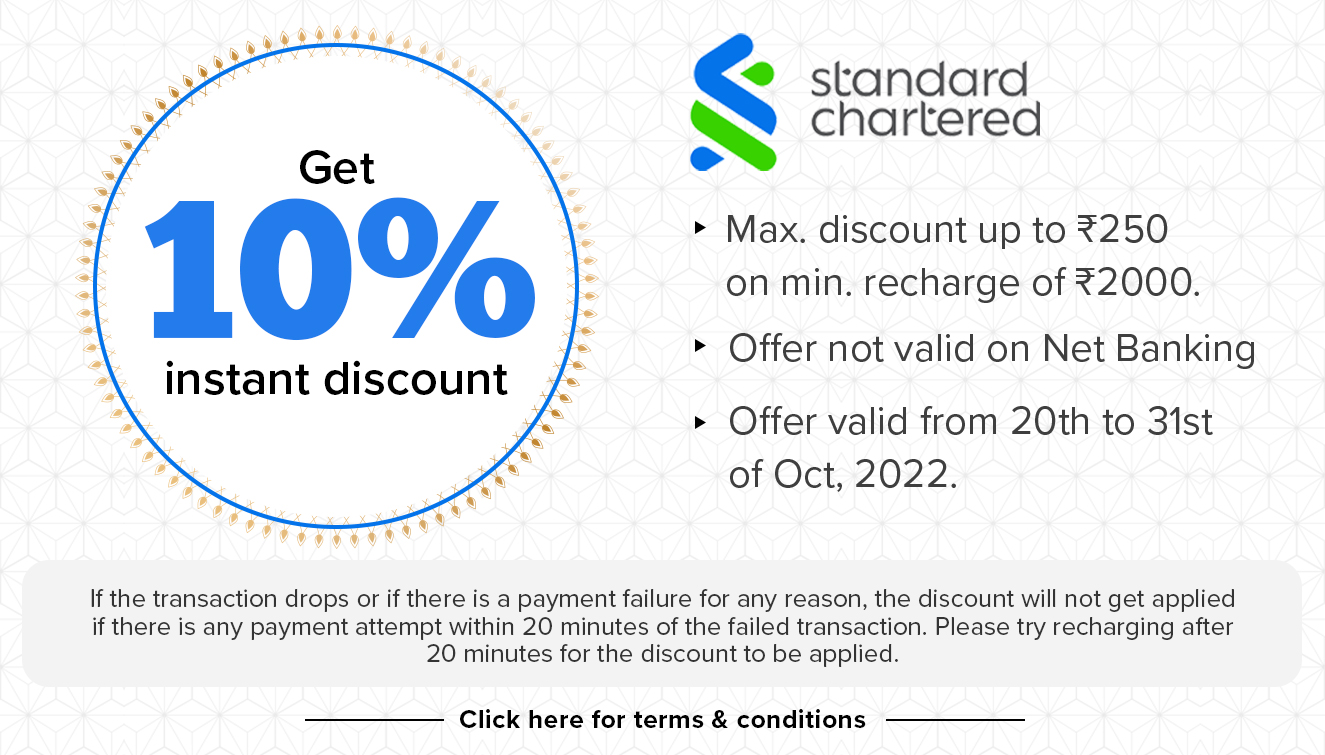 Get
10%
instant discount
standard
chartered
Max. discount up to ₹250
on min. recharge of ₹2000.
Offer not valid on Net Banking
Offer valid from 20th to 31st
of Oct, 2022.
If the transaction drops or if there is a payment failure for any reason, the discount will not get applied
if there is any payment attempt within 20 minutes of the failed transaction. Please try recharging after
20 minutes for the discount to be applied.
Click here for terms & conditions